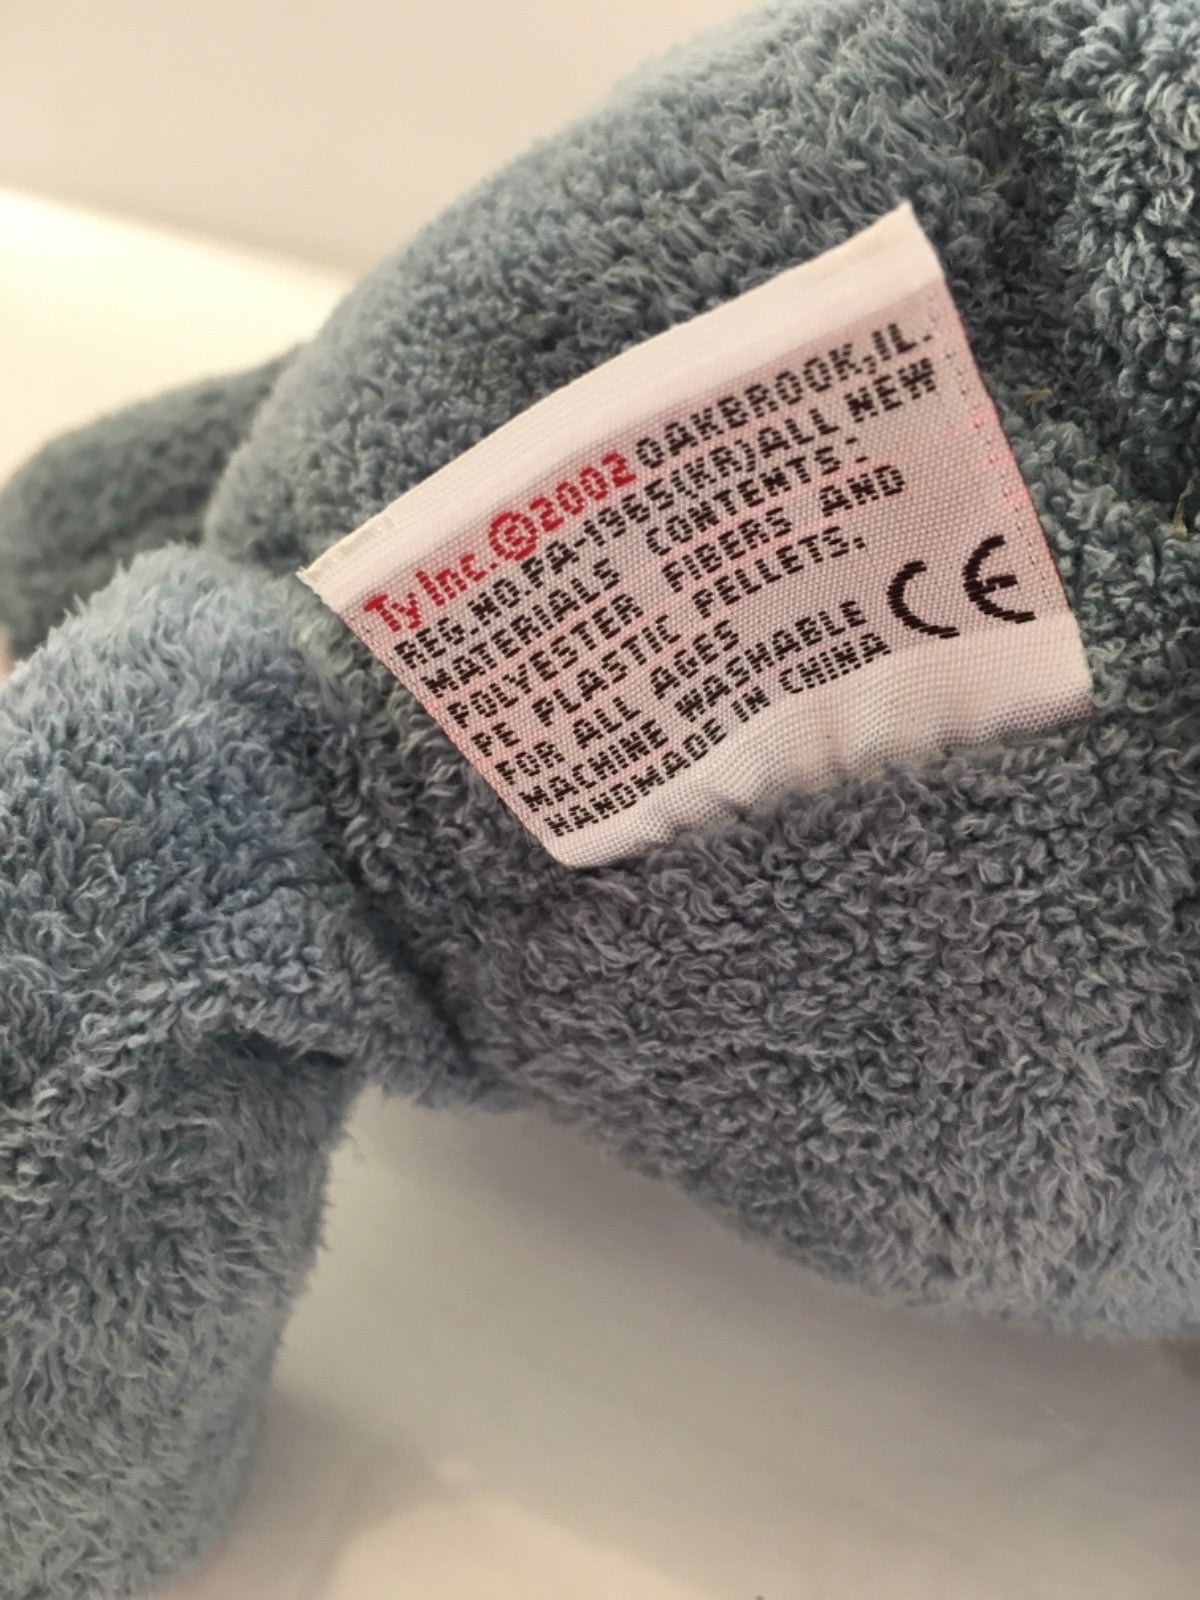 Ty Inc.©2002 OAKBROOK,IL.
REG.NO.PA-1965(KR)ALL NEW
MATERIALS CONTENTS:
POLYESTER FIBERS AND
PE PLASTIC PELLETS.
FOR ALL AGES
MACHINE WASHABLE
HANDMADE IN CHINA
CE